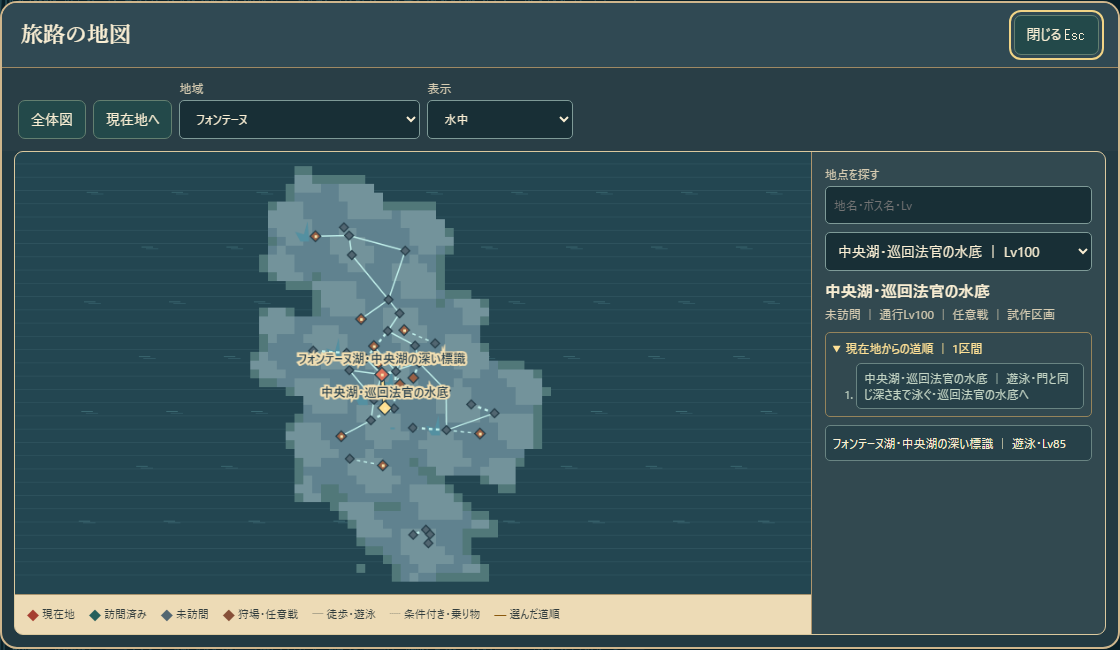 旅路の地図
閉じる Esc
地域
表示
全体図
現在地へ
フォンテーヌ
水中
地点を探す
地名・ボス名・Lv
中央湖・巡回法官の水底 | Lv100
中央湖・巡回法官の水底
未訪問 | 通行Lv100 | 任意戦 | 試作区画
▼ 現在地からの道順 | 1区間
1. 中央湖・巡回法官の水底 | 遊泳・門と同
じ深さまで泳ぐ・巡回法官の水底へ
フォンテーヌ湖・中央湖の深い標識 | 遊泳・Lv85
フォンテーヌ湖・中央湖の深い標識
中央湖・巡回法官の水底
現在地
訪問済み
未訪問
狩場・任意戦
徒歩・遊泳
条件付き・乗り物
選んだ道順